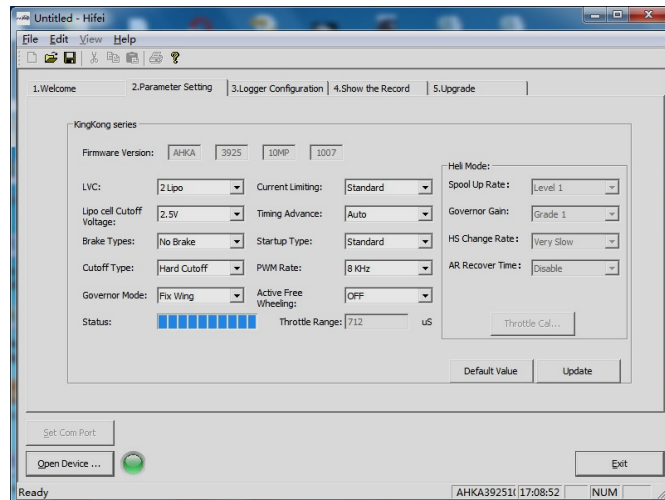 Untitled - Hifei
File Edit View Help
1.Welcome 2.Parameter Setting 3.Logger Configuration 4.Show the Record 5.Upgrade
KingKong series
Firmware Version: AHKA 3925 10MP 1007
Heli Mode:
LVC: 2 Lipo Current Limiting: Standard Spool Up Rate: Level 1
Lipo cell Cutoff Voltage: 2.5V Timing Advance: Auto Governor Gain: Grade 1
Brake Types: No Brake Startup Type: Standard HS Change Rate: Very Slow
Cutoff Type: Hard Cutoff PWM Rate: 8 KHz AR Recover Time: Disable
Governor Mode: Fix Wing Active Free Wheeling: OFF
Status: Throttle Range: 712 uS Throttle Cal...
Default Value Update
Set Com Port
Open Device ... Exit
Ready AHKA39251( 17:08:52 NUM